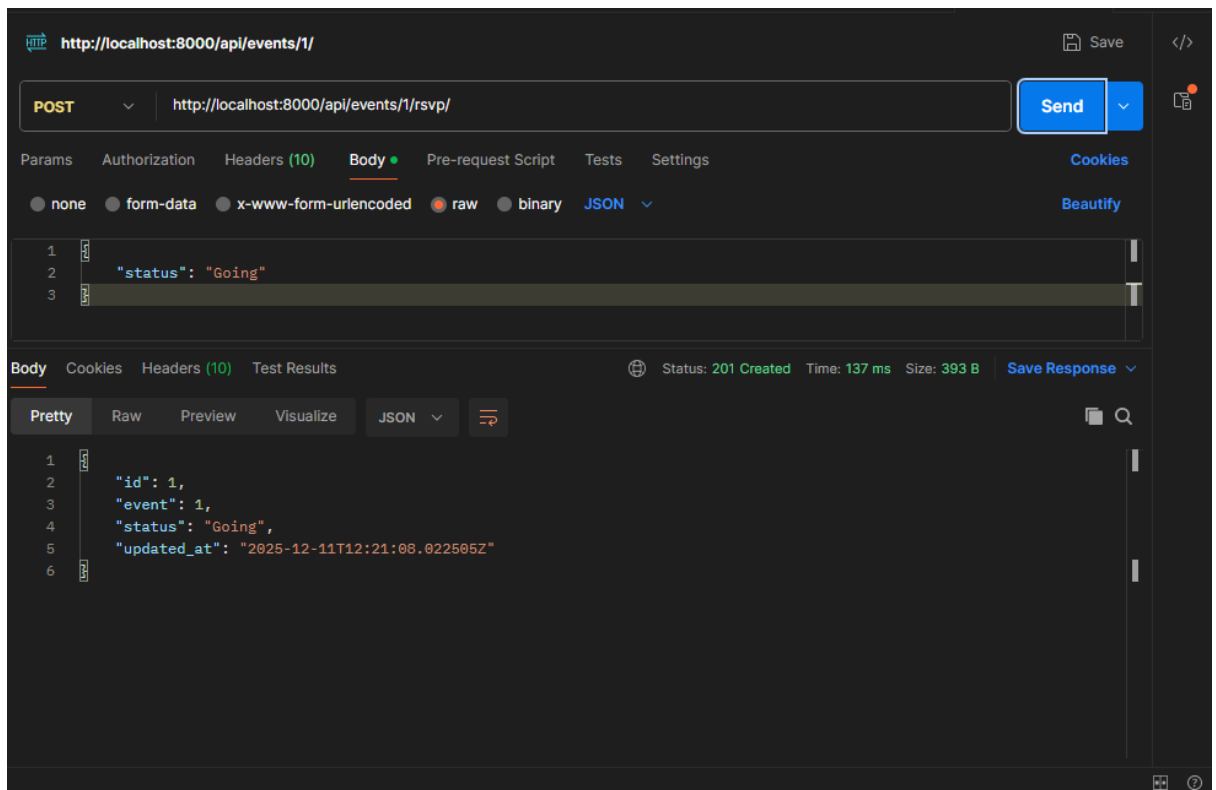 HTTP http://localhost:8000/api/events/1/ Save </>
POST http://localhost:8000/api/events/1/rsvp/ Send
Params Authorization Headers (10) Body Pre-request Script Tests Settings Cookies
none form-data x-www-form-urlencoded raw binary JSON Beautify
1 {
2 "status": "Going"
3 }
Body Cookies Headers (10) Test Results Status: 201 Created Time: 137 ms Size: 393 B Save Response
Pretty Raw Preview Visualize JSON
1 {
2 "id": 1,
3 "event": 1,
4 "status": "Going",
5 "updated_at": "2025-12-11T12:21:08.022505Z"
6 }